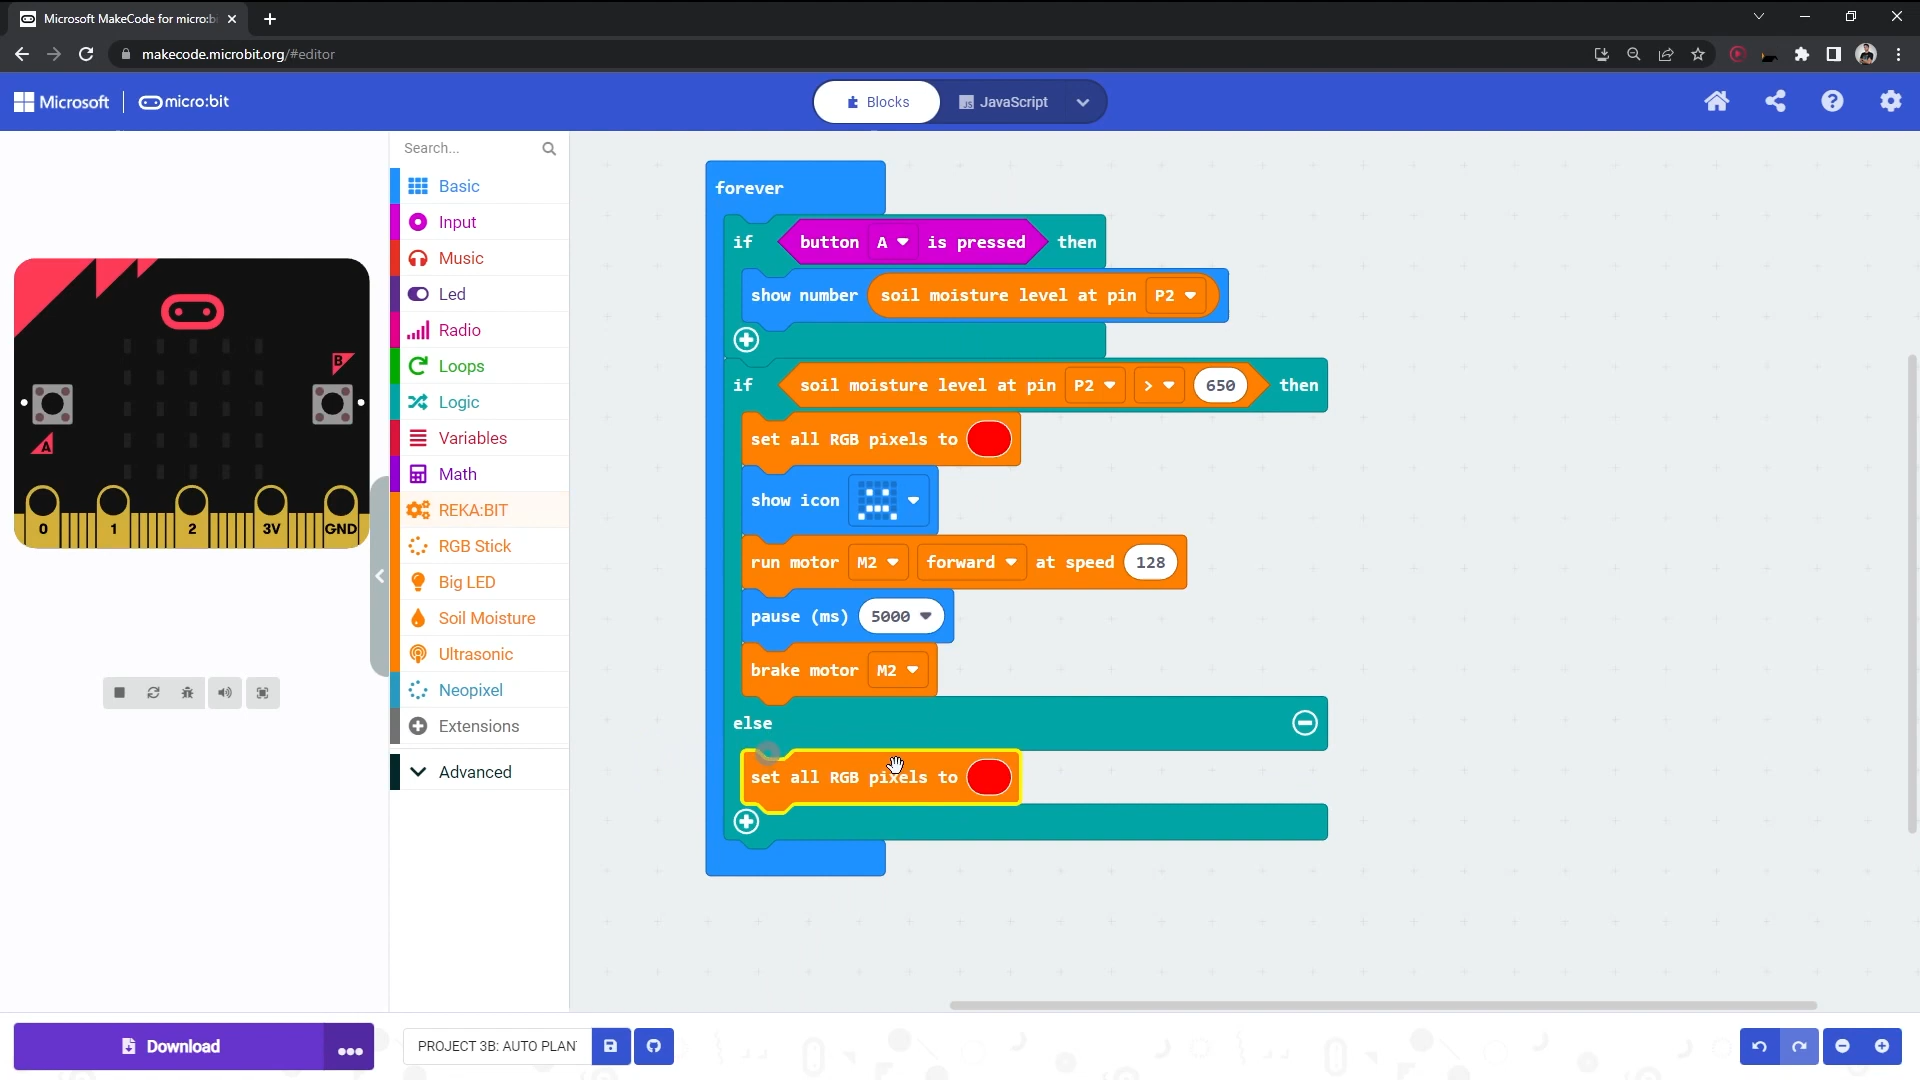 Microsoft MakeCode for micro:bi
makecode.microbit.org/#editor
Microsoft
micro:bit
Blocks
JS JavaScript
Search...
Basic
Input
Music
Led
Radio
Loops
Logic
Variables
Math
REKA:BIT
RGB Stick
Big LED
Soil Moisture
Ultrasonic
Neopixel
Extensions
Advanced
B
A
0 1 2 3V GND
forever
if button A is pressed then
show number soil moisture level at pin P2
if soil moisture level at pin P2 > 650 then
set all RGB pixels to
show icon
run motor M2 forward at speed 128
pause (ms) 5000
brake motor M2
else
set all RGB pixels to
Download
PROJECT 3B: AUTO PLAN